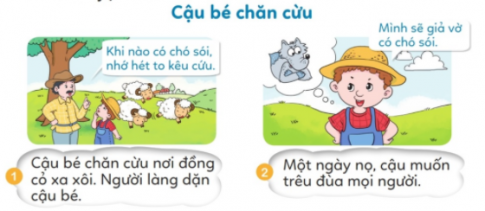 Cậu bé chăn cừu
Khi nào có chó sói,
nhớ hét to kêu cứu.
Mình sẽ giả vờ
có chó sói.
1 Cậu bé chăn cừu nơi đồng
cỏ xa xôi. Người làng dặn
cậu bé.
2 Một ngày nọ, cậu muốn
trêu đùa mọi người.